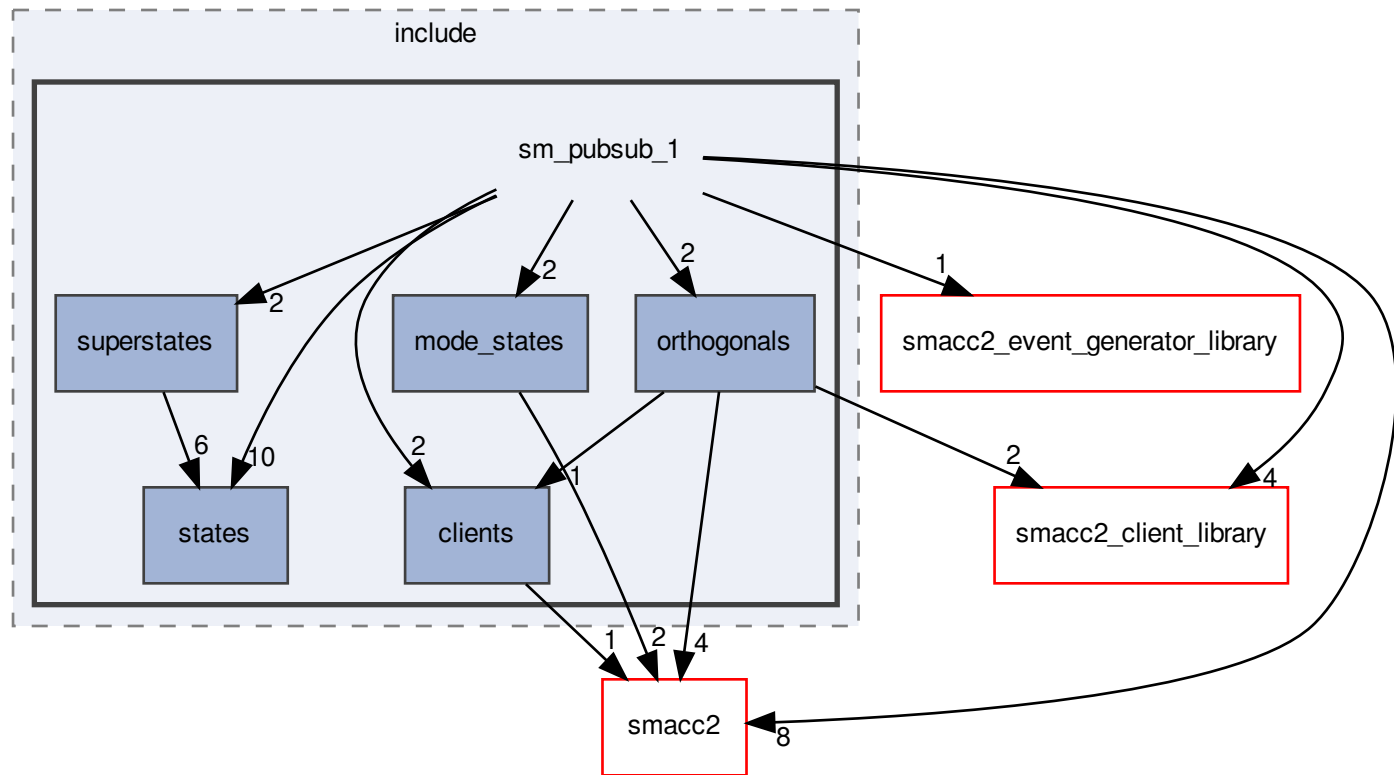 include
sm_pubsub_1
2
2
2
1
superstates
mode_states
orthogonals
smacc2_event_generator_library
6
10
2
1
2
4
states
clients
smacc2_client_library
1
2
4
smacc2
8